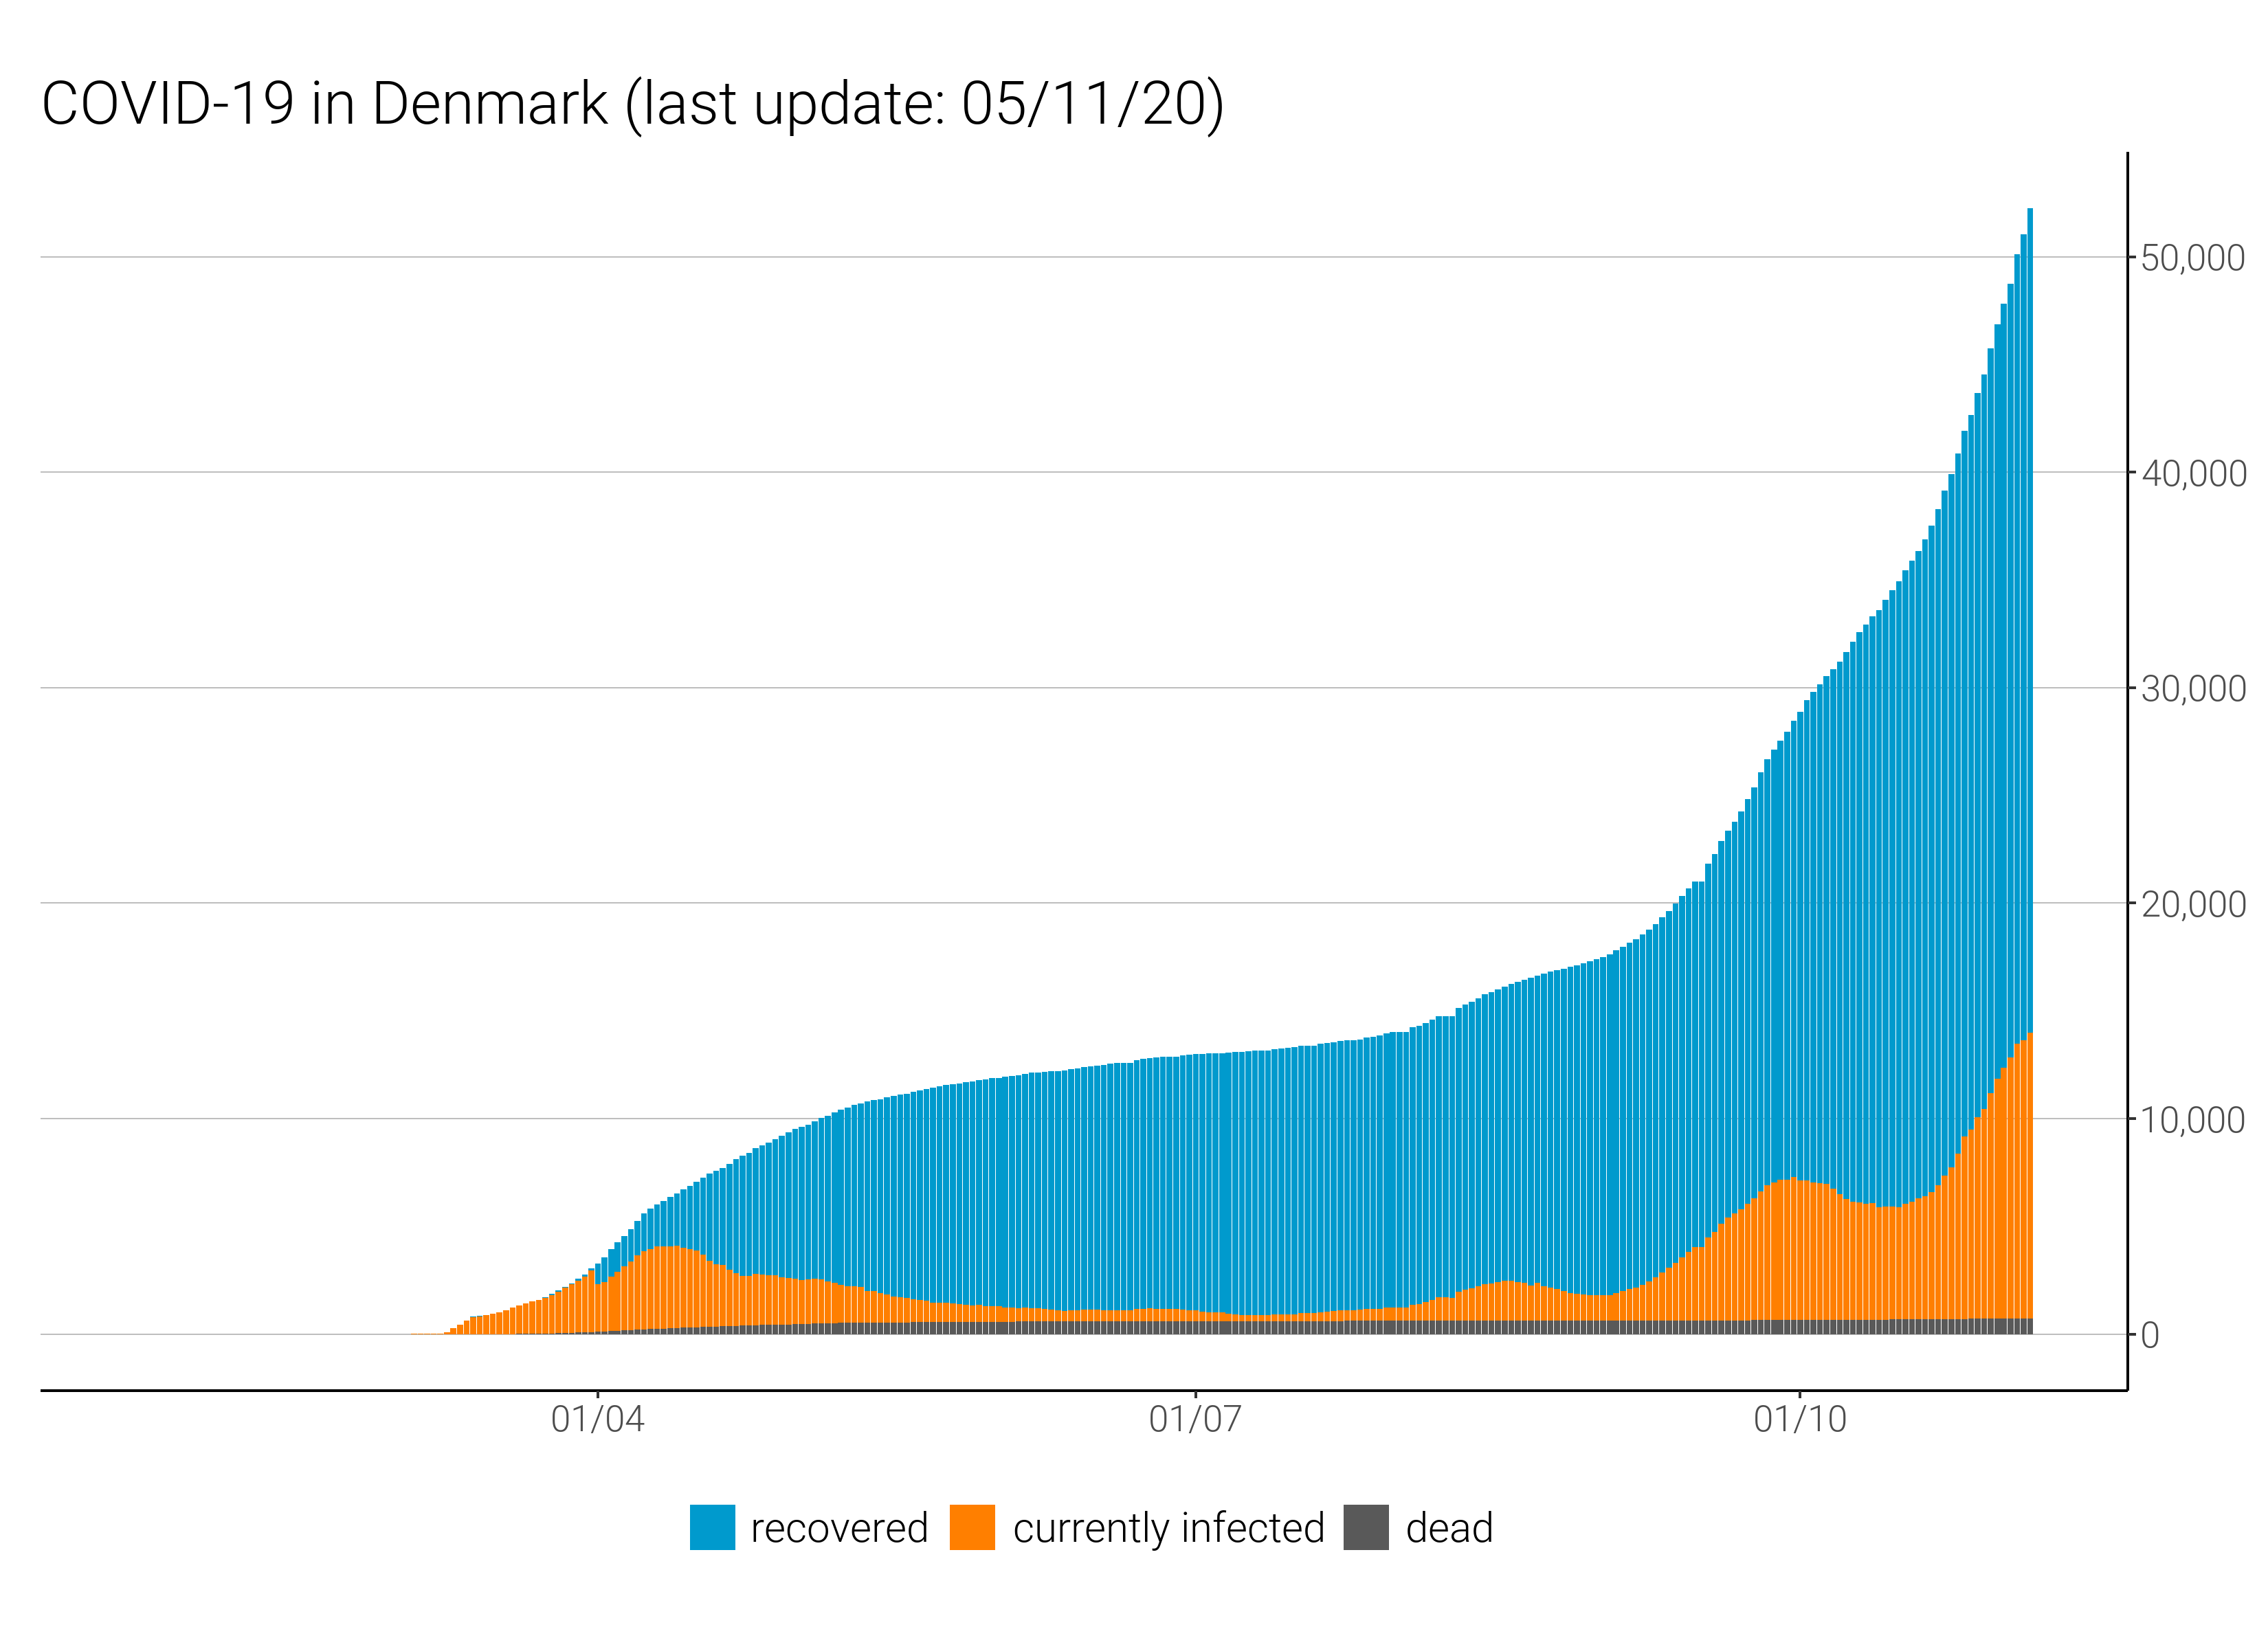 COVID-19 in Denmark (last update: 05/11/20)
50,000
40,000
30,000
20,000
10,000
0
01/04 01/07 01/10
recovered currently infected dead